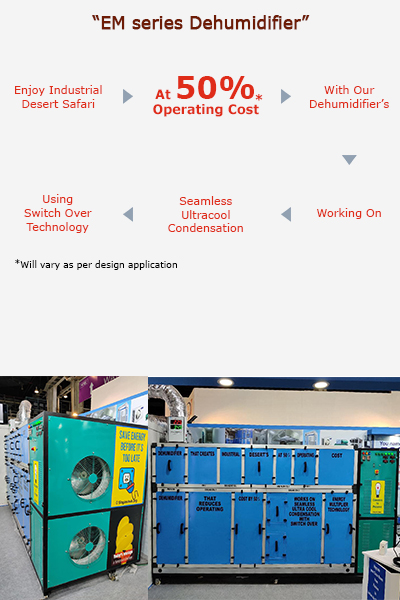 “EM series Dehumidifier”
Enjoy Industrial
Desert Safari
At 50%*
Operating Cost
With Our
Dehumidifier’s
Working On
Seamless
Ultracool
Condensation
Using
Switch Over
Technology
*Will vary as per design application
SAVE ENERGY
BEFORE IT'S
TOO LATE
DEHUMIDIFIER
THAT CREATES
INDUSTRIAL
DESERT'S
AT 50%
OPERATING
COST
DEHUMIDIFIER
THAT
REDUCES
OPERATING
COST BY 50%
WORKS ON
SEAMLESS
ULTRA COOL
CONDENSATION
WITH
SWITCH OVER
ENERGY
MULTIPLIER
TECHNOLOGY